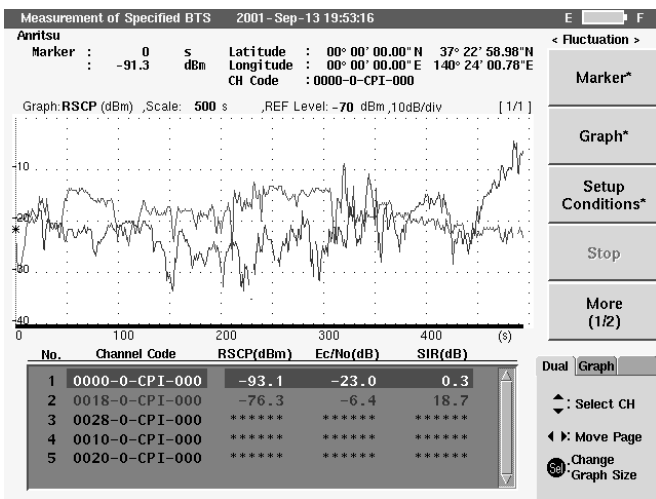 Measurement of Specified BTS 2001-Sep-13 19:53:16 E F
Anritsu
Marker : 0 s
: -91.3 dBm
Latitude : 00° 00' 00.00" N 37° 22' 58.98" N
Longitude : 00° 00' 00.00" E 140° 24' 00.78" E
CH Code : 0000-0-CPI-000
Graph: RSCP (dBm) ,Scale: 500 s ,REF Level: -70 dBm ,10dB/div [ 1/1 ]
-10
-20
*
-30
-40
0 100 200 300 400 (s)
No. Channel Code RSCP(dBm) Ec/No(dB) SIR(dB)
1 0000-0-CPI-000 -93.1 -23.0 0.3
2 0018-0-CPI-000 -76.3 -6.4 18.7
3 0028-0-CPI-000 ****** ****** ******
4 0010-0-CPI-000 ****** ****** ******
5 0020-0-CPI-000 ****** ****** ******
< Fluctuation >
Marker*
Graph*
Setup
Conditions*
Stop
More
(1/2)
Dual Graph
: Select CH
: Move Page
Sel : Change
Graph Size